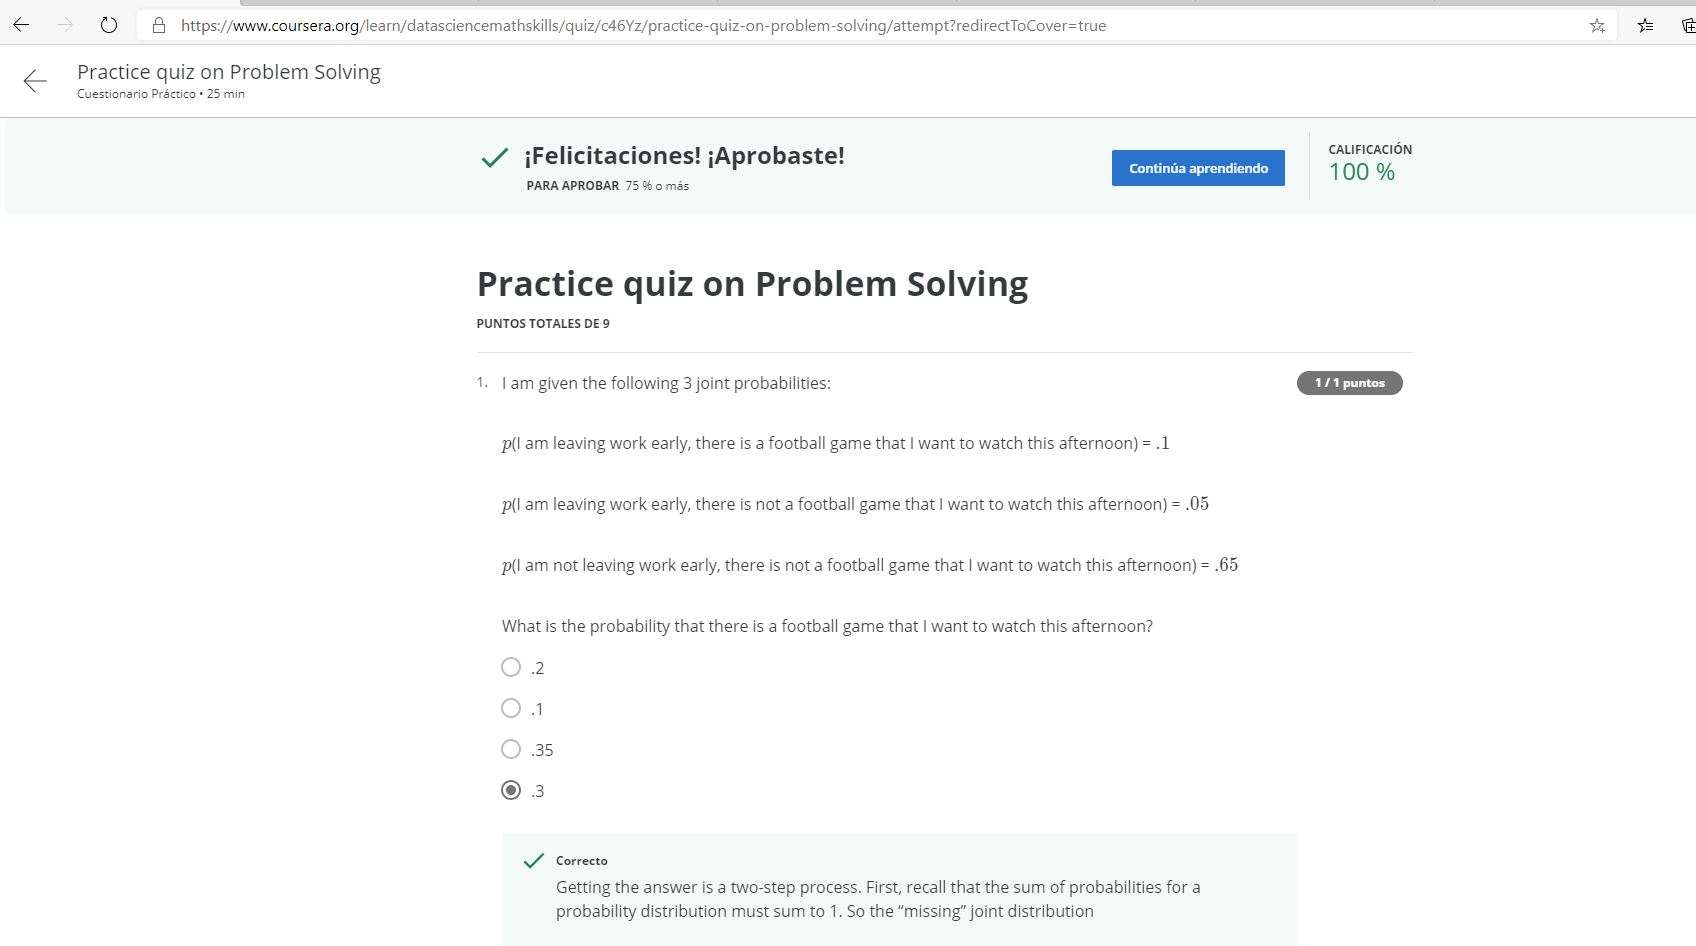 https://www.coursera.org/learn/datasciencemathskills/quiz/c46Yz/practice-quiz-on-problem-solving/attempt?redirectToCover=true
Practice quiz on Problem Solving
Cuestionario Práctico • 25 min
¡Felicitaciones! ¡Aprobaste!
PARA APROBAR 75 % o más
Continúa aprendiendo
CALIFICACIÓN
100 %
Practice quiz on Problem Solving
PUNTOS TOTALES DE 9
1. I am given the following 3 joint probabilities:
1 / 1 puntos
p(I am leaving work early, there is a football game that I want to watch this afternoon) = .1
p(I am leaving work early, there is not a football game that I want to watch this afternoon) = .05
p(I am not leaving work early, there is not a football game that I want to watch this afternoon) = .65
What is the probability that there is a football game that I want to watch this afternoon?
.2
.1
.35
.3
Correcto
Getting the answer is a two-step process. First, recall that the sum of probabilities for a
probability distribution must sum to 1. So the “missing” joint distribution